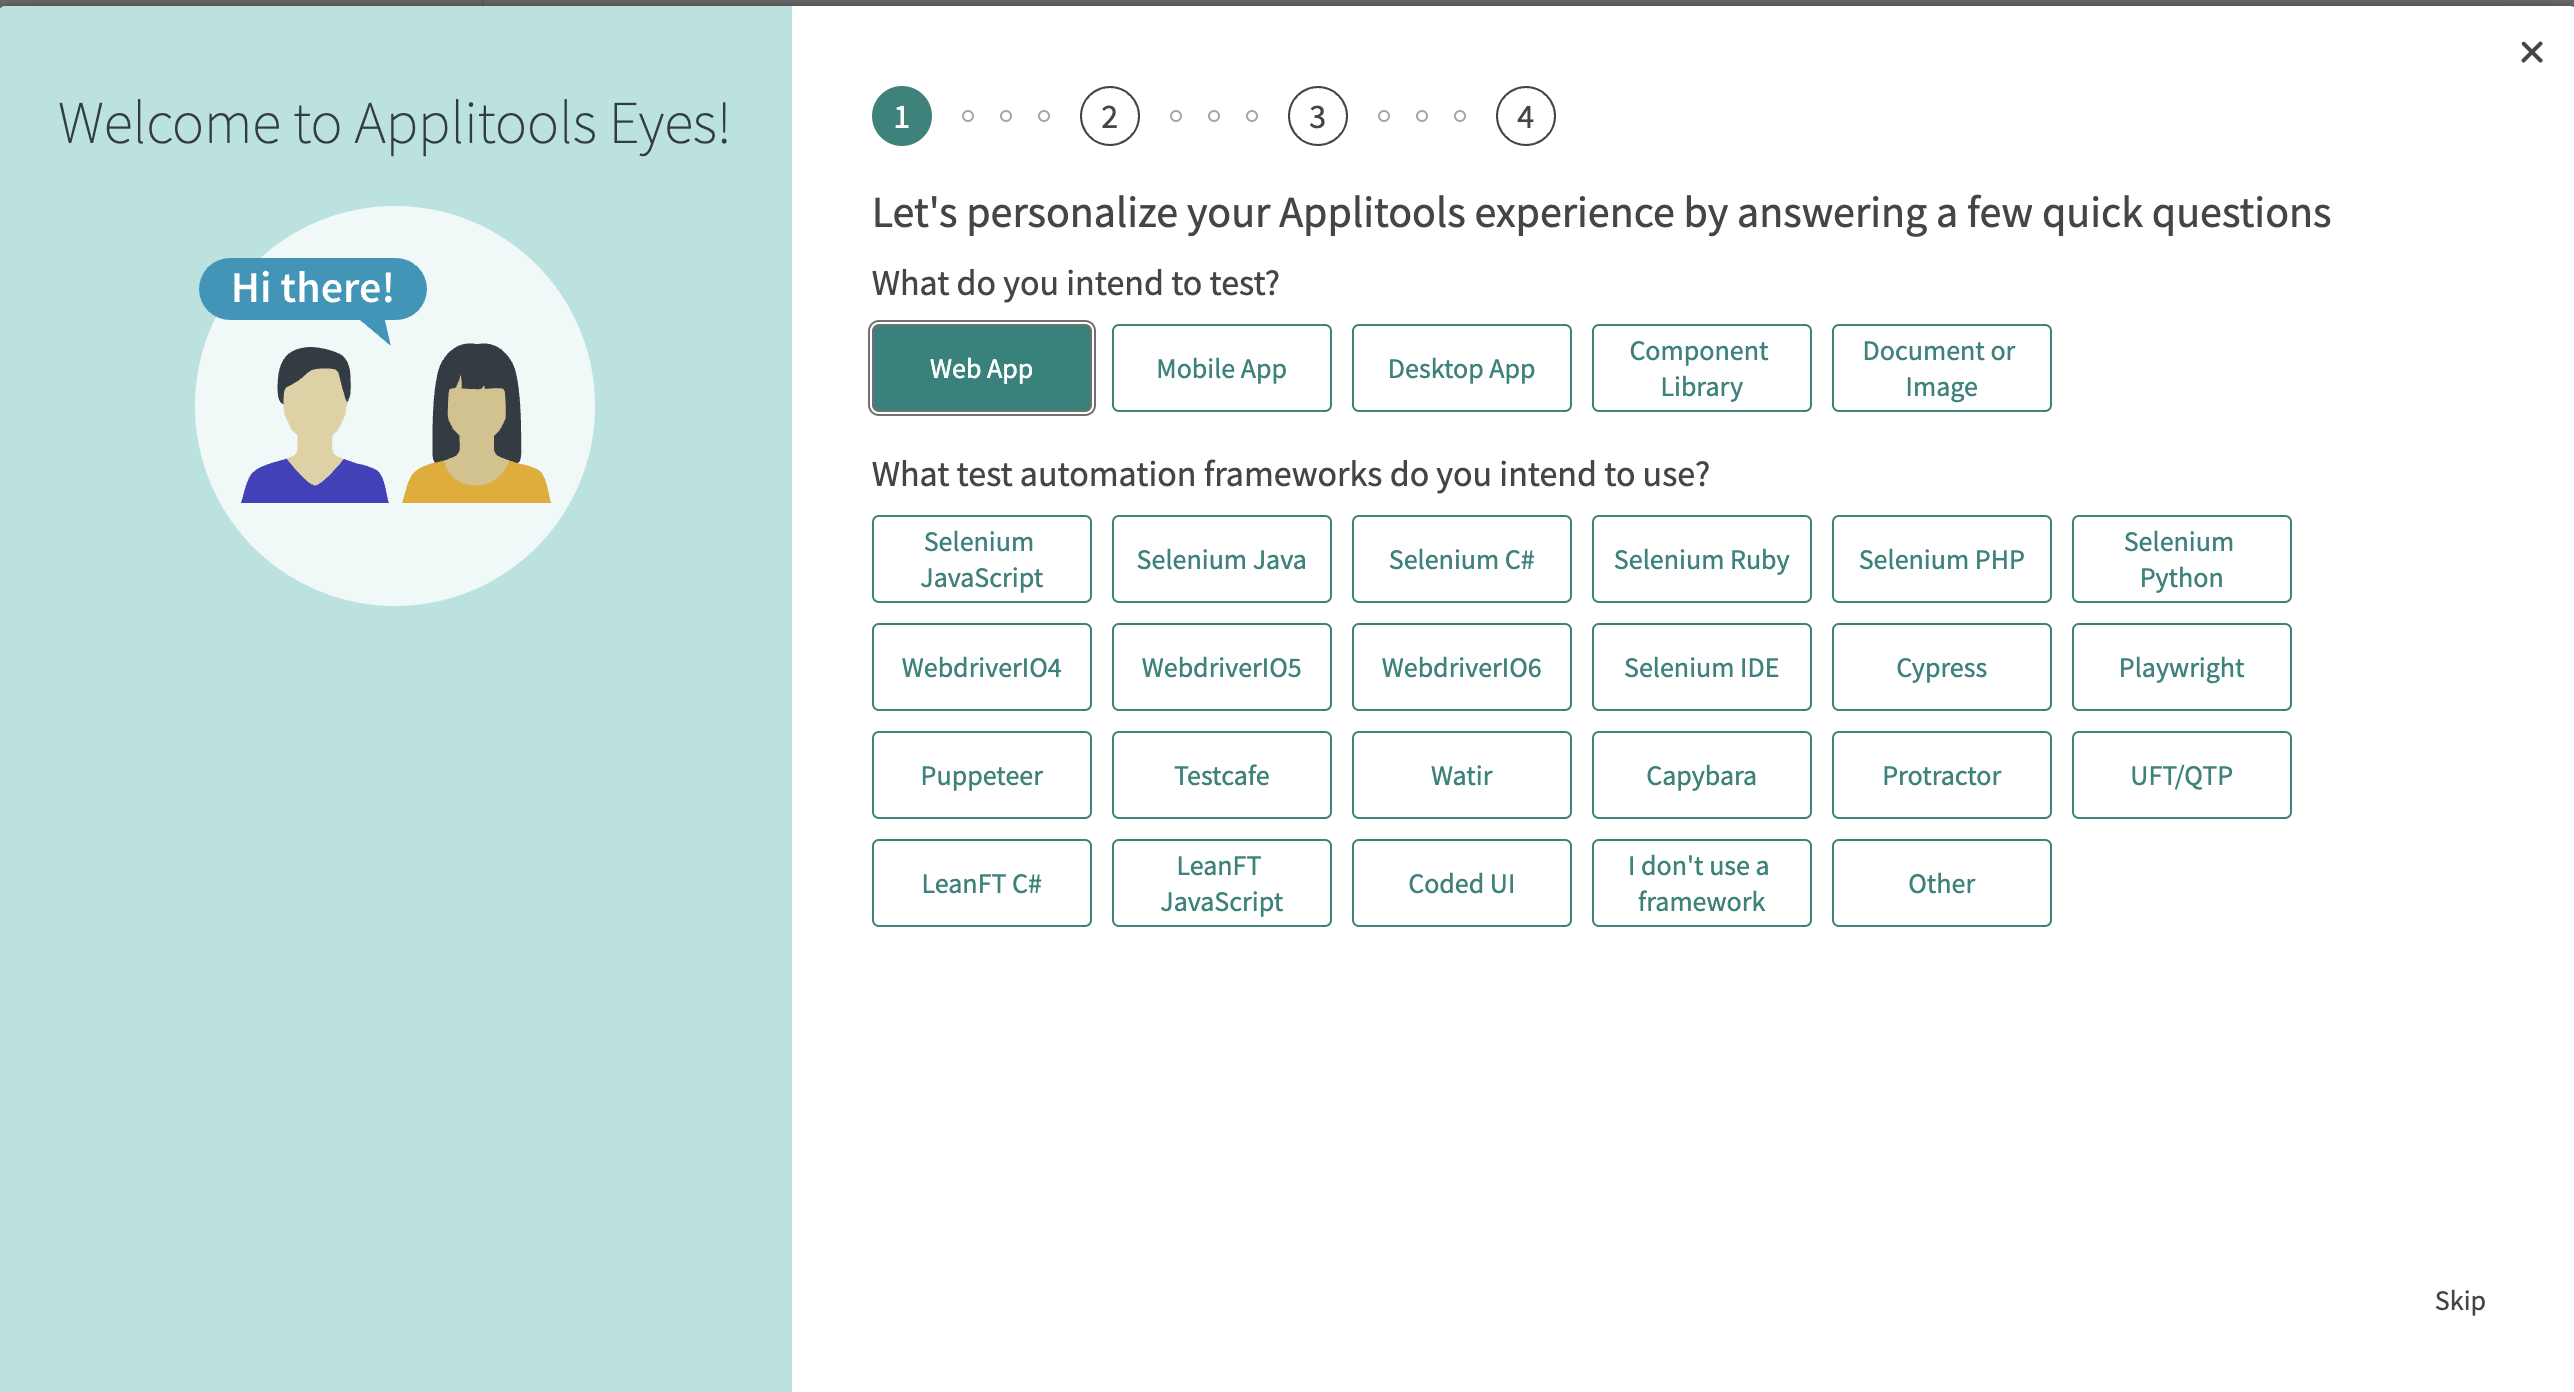 Welcome to Applitools Eyes!
Hi there!
1
2
3
4
Let's personalize your Applitools experience by answering a few quick questions
What do you intend to test?
Web App
Mobile App
Desktop App
Component
Library
Document or
Image
What test automation frameworks do you intend to use?
Selenium
JavaScript
Selenium Java
Selenium C#
Selenium Ruby
Selenium PHP
Selenium
Python
WebdriverIO4
WebdriverIO5
WebdriverIO6
Selenium IDE
Cypress
Playwright
Puppeteer
Testcafe
Watir
Capybara
Protractor
UFT/QTP
LeanFT C#
LeanFT
JavaScript
Coded UI
I don't use a
framework
Other
Skip